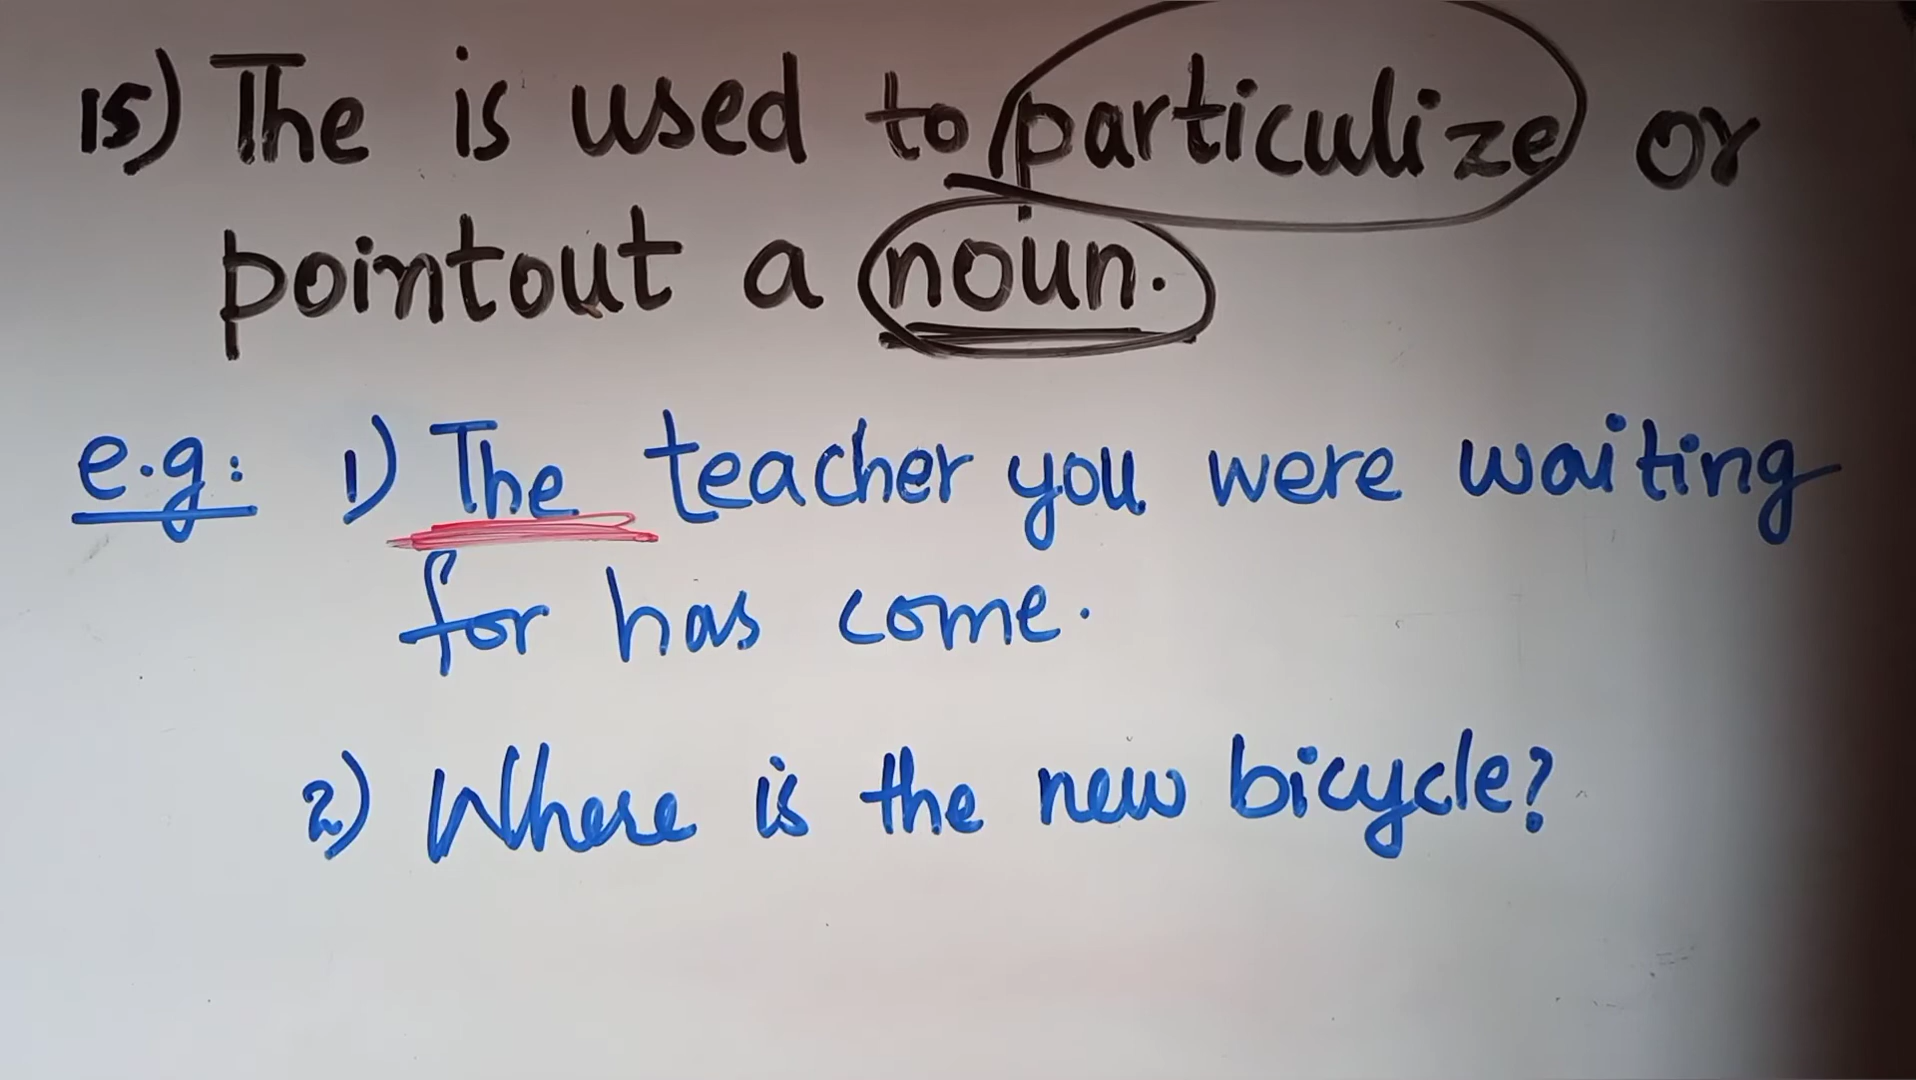 15) The is used to particulize or
pointout a noun.
e.g: 1) The teacher you were waiting
for has come.
2) Where is the new bicycle?